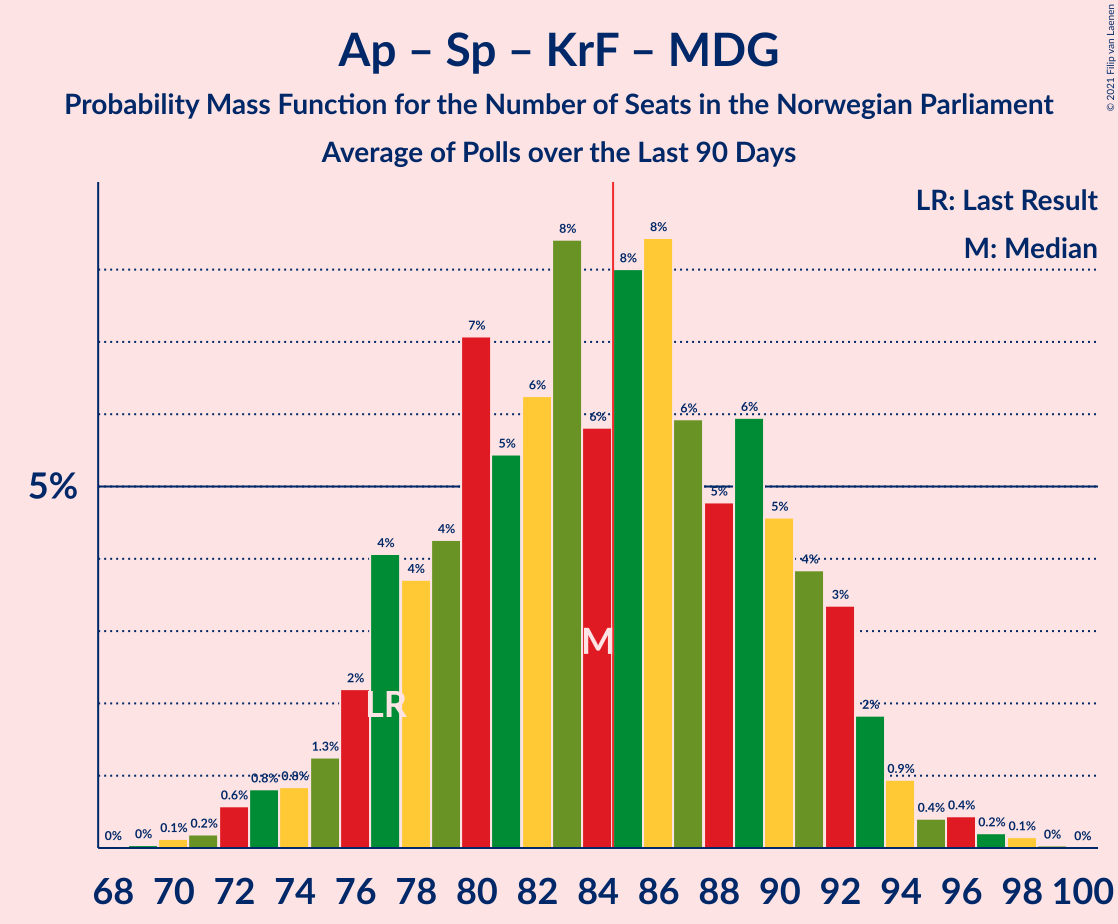 Ap – Sp – KrF – MDG
Probability Mass Function for the Number of Seats in the Norwegian Parliament
Average of Polls over the Last 90 Days
© 2021 Filip van Laenen
LR: Last Result
M: Median
5%
0% 0% 0.1% 0.2% 0.6% 0.8% 0.8% 1.3% 2% 4% 4% 4% 7% 5% 6% 8% 6% 8% 8% 6% 5% 6% 5% 4% 3% 2% 0.9% 0.4% 0.4% 0.2% 0.1% 0% 0%
LR
M
68 70 72 74 76 78 80 82 84 86 88 90 92 94 96 98 100